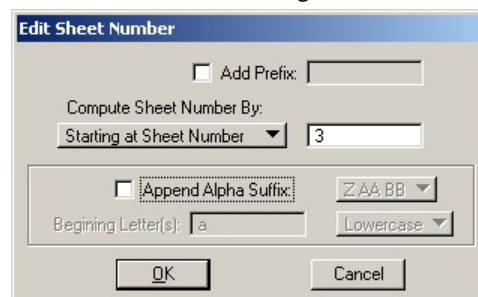 Edit Sheet Number
Add Prefix:
Compute Sheet Number By:
Starting at Sheet Number 3
Append Alpha Suffix: Z AA, BB
Begining Letter(s): a Lowercase
OK Cancel